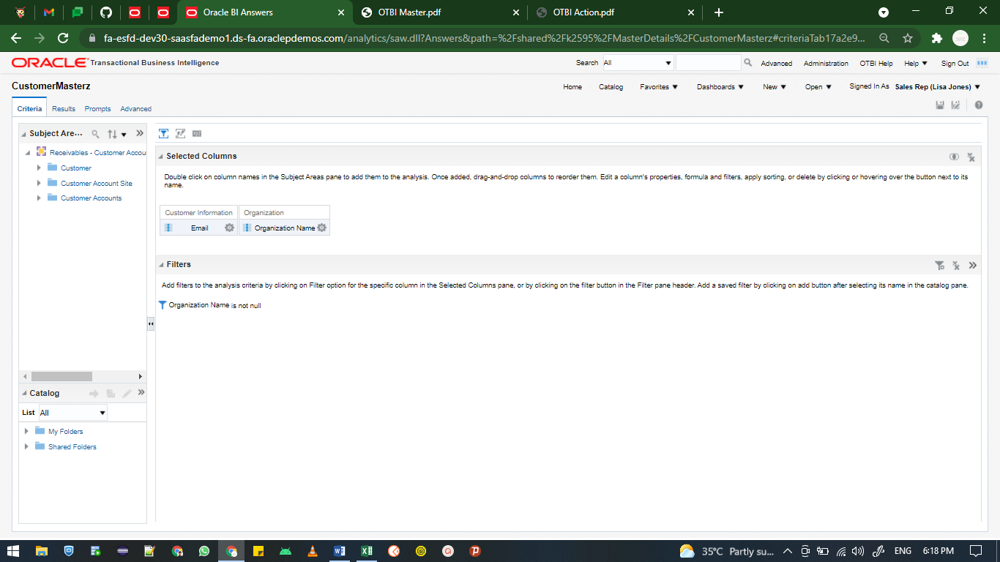 Oracle BI Answers
OTBI Master.pdf
OTBI Action.pdf
fa-esfd-dev30-saasfademo1.ds-fa.oraclepdemos.com/analytics/saw.dll?Answers&path=%2Fshared%2Fk2595%2FMasterDetails%2FCustomerMasterz#criteriaTab17a2e9...
ORACLE Transactional Business Intelligence
Search All Advanced Administration OTBI Help Help Sign Out
CustomerMasterz
Home Catalog Favorites Dashboards New Open Signed In As Sales Rep (Lisa Jones)
Criteria Results Prompts Advanced
Subject Are...
Receivables - Customer Accou
Customer
Customer Account Site
Customer Accounts
Selected Columns
Double click on column names in the Subject Areas pane to add them to the analysis. Once added, drag-and-drop columns to reorder them. Edit a column's properties, formula and filters, apply sorting, or delete by clicking or hovering over the button next to its
name.
Customer Information Organization
Email Organization Name
Filters
Add filters to the analysis criteria by clicking on Filter option for the specific column in the Selected Columns pane, or by clicking on the filter button in the Filter pane header. Add a saved filter by clicking on add button after selecting its name in the catalog pane.
Organization Name is not null
Catalog
List All
My Folders
Shared Folders
35°C Partly su... ENG 6:18 PM